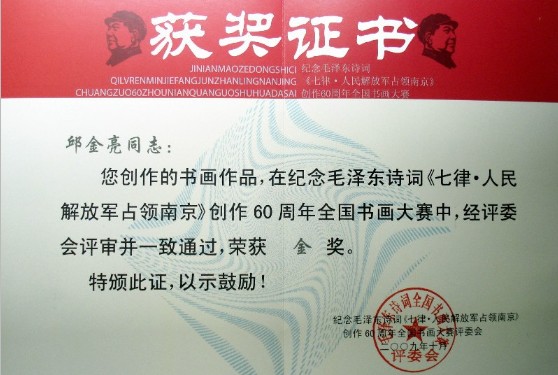 获奖证书
JINIANMAOZEDONGSHICI 纪念毛泽东诗词
QILVRENMINJIEFANGJUNZHANLINGNANJING 《七律·人民解放军占领南京》
CHUANGZUO60ZHOUNIANQUANGUOSHUHUADASAI 创作60周年全国书画大赛
邱金亮同志：
您创作的书画作品，在纪念毛泽东诗词《七律·人民
解放军占领南京》创作60周年全国书画大赛中，经评委
会评审并一致通过，荣获 金 奖。
特颁此证，以示鼓励！
纪念毛泽东诗词《七律·人民解放军占领南京》
创作60周年全国书画大赛评委会
二〇〇九年十月
评委会